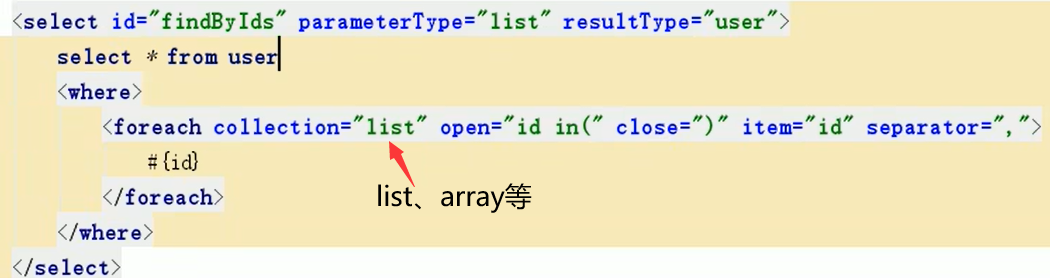 <select id="findByIds" parameterType="list" resultType="user">
select * from user
<where>
<foreach collection="list" open="id in(" close=")" item="id" separator=",">
#{id}
list、array等
</foreach>
</where>
</select>